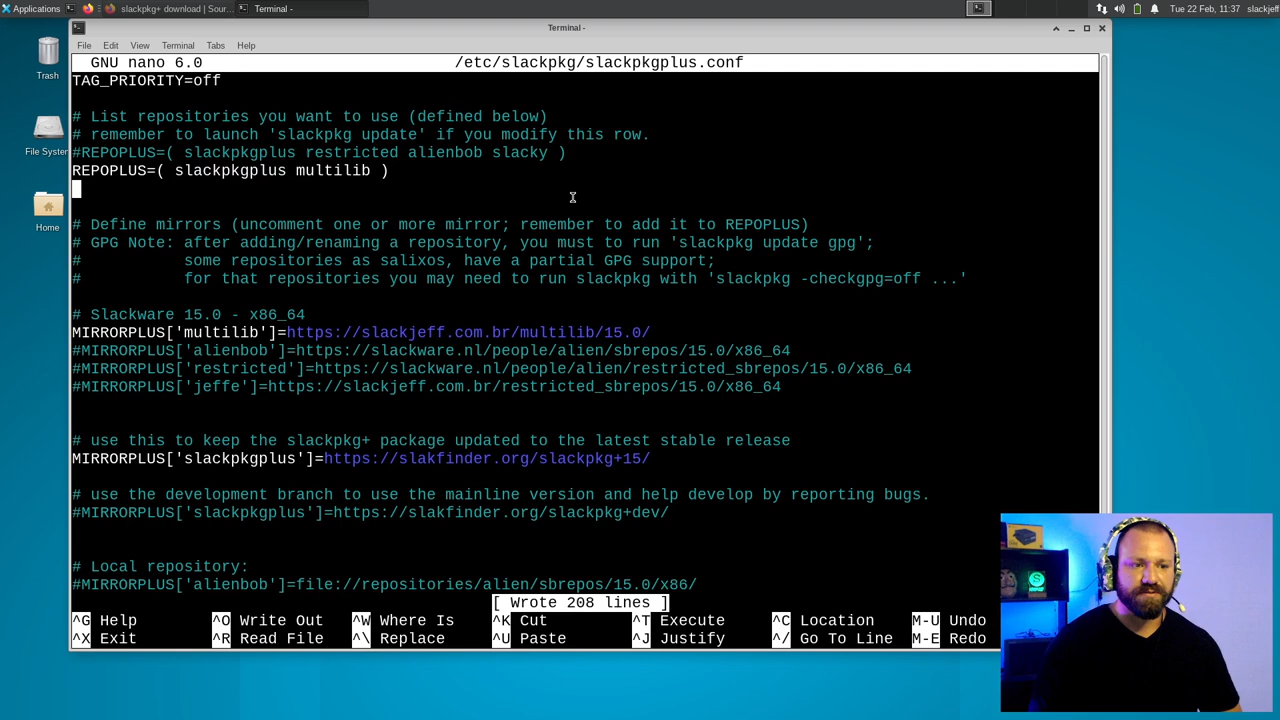 Applications
slackpkg+ download | Sour...
Terminal -
Tue 22 Feb, 11:37
slackjeff
Terminal -
File Edit View Terminal Tabs Help
GNU nano 6.0 /etc/slackpkg/slackpkgplus.conf
TAG_PRIORITY=off
# List repositories you want to use (defined below)
# remember to launch 'slackpkg update' if you modify this row.
#REPOPLUS=( slackpkgplus restricted alienbob slacky )
REPOPLUS=( slackpkgplus multilib )
# Define mirrors (uncomment one or more mirror; remember to add it to REPOPLUS)
# GPG Note: after adding/renaming a repository, you must to run 'slackpkg update gpg';
# some repositories as salixos, have a partial GPG support;
# for that repositories you may need to run slackpkg with 'slackpkg -checkgpg=off ...'
# Slackware 15.0 - x86_64
MIRRORPLUS['multilib']=https://slackjeff.com.br/multilib/15.0/
#MIRRORPLUS['alienbob']=https://slackware.nl/people/alien/sbrepos/15.0/x86_64
#MIRRORPLUS['restricted']=https://slackware.nl/people/alien/restricted_sbrepos/15.0/x86_64
#MIRRORPLUS['jeffe']=https://slackjeff.com.br/restricted_sbrepos/15.0/x86_64
# use this to keep the slackpkg+ package updated to the latest stable release
MIRRORPLUS['slackpkgplus']=https://slakfinder.org/slackpkg+15/
# use the development branch to use the mainline version and help develop by reporting bugs.
#MIRRORPLUS['slackpkgplus']=https://slakfinder.org/slackpkg+dev/
# Local repository:
#MIRRORPLUS['alienbob']=file://repositories/alien/sbrepos/15.0/x86/
[ Wrote 208 lines ]
^G Help ^O Write Out ^W Where Is ^K Cut ^T Execute ^C Location M-U Undo
^X Exit ^R Read File ^\ Replace ^U Paste ^J Justify ^/ Go To Line M-E Redo
Trash
File System
Home